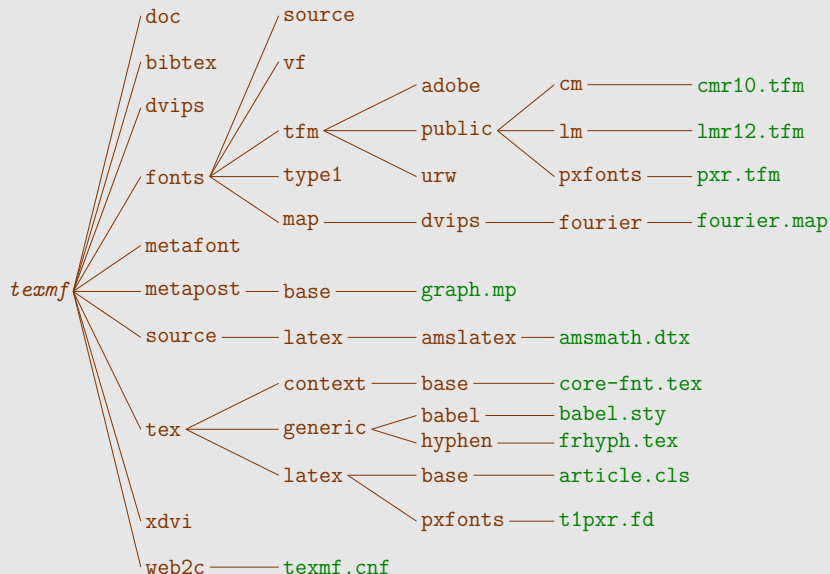 doc source
bibtex vf
adobe cm cmr10.tfm
dvips
tfm public lm lmr12.tfm
fonts type1 urw pxfonts pxr.tfm
map dvips fourier fourier.map
metafont
texmf metapost base graph.mp
source latex amslatex amsmath.dtx
context base core-fnt.tex
babel babel.sty
tex generic
hyphen frhyph.tex
latex base article.cls
xdvi pxfonts t1pxr.fd
web2c texmf.cnf